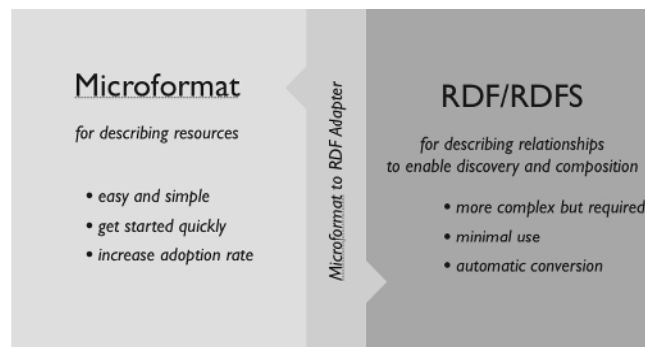 Microformat
for describing resources
• easy and simple
• get started quickly
• increase adoption rate
Microformat to RDF Adapter
RDF/RDFS
for describing relationships
to enable discovery and composition
• more complex but required
• minimal use
• automatic conversion